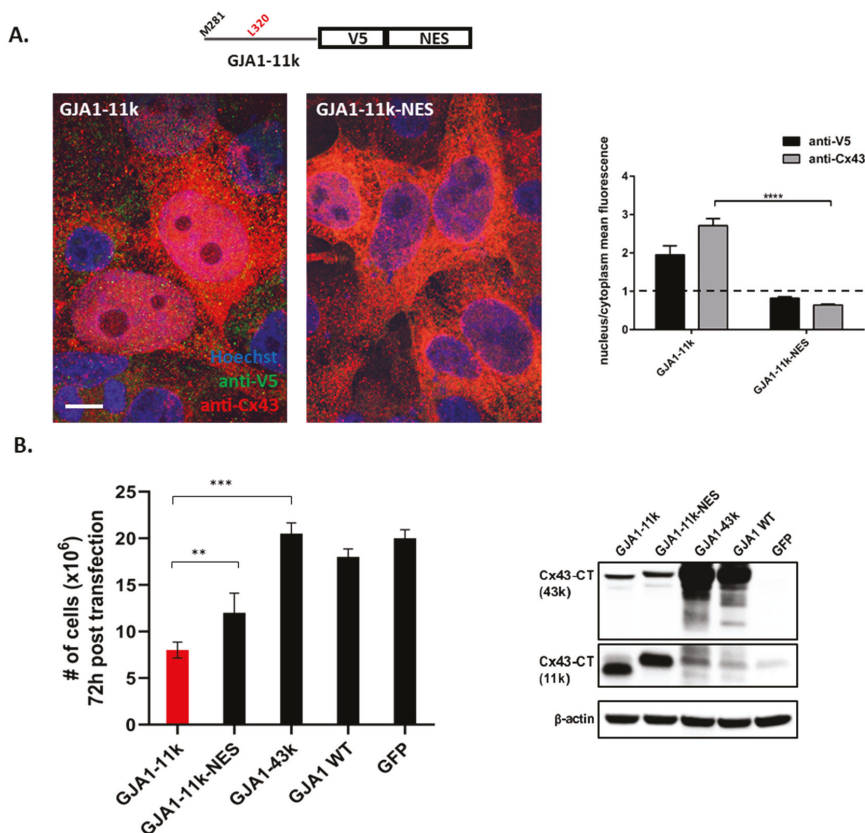 A.
M281
L320
V5
NES
GJA1-11k
GJA1-11k
GJA1-11k-NES
Hoechst
anti-V5
anti-Cx43
anti-V5
anti-Cx43
****
nucleus/cytoplasm mean fluorescence
4
3
2
1
0
GJA1-11k
GJA1-11k-NES
B.
# of cells (x10⁶)
72h post transfection
25
20
15
10
5
0
***
**
GJA1-11k
GJA1-11k-NES
GJA1-43k
GJA1 WT
GFP
GJA1-11k
GJA1-11k-NES
GJA1-43k
GJA1 WT
GFP
Cx43-CT
(43k)
Cx43-CT
(11k)
β-actin